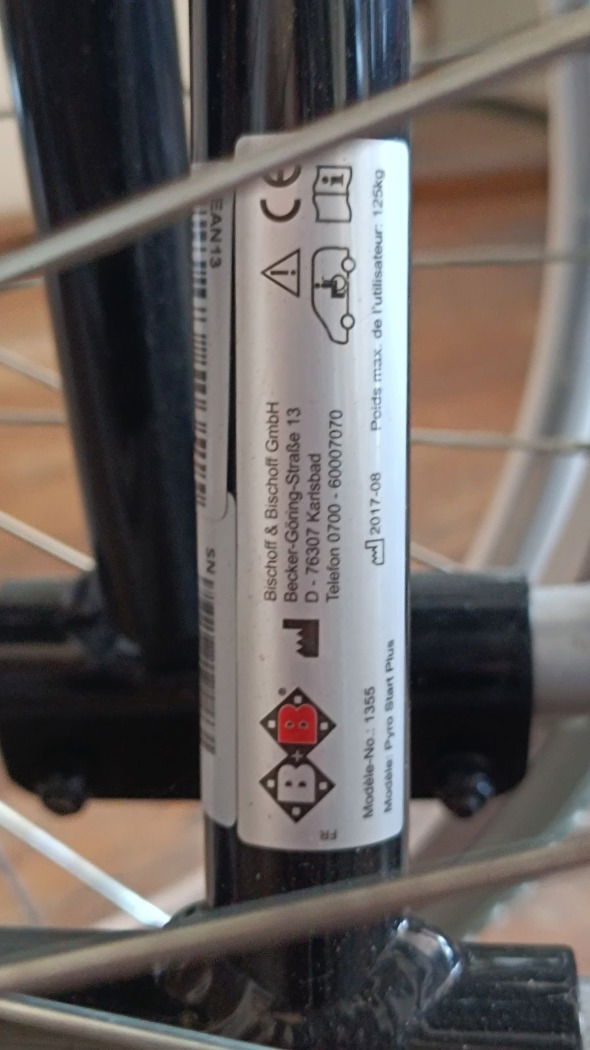 EAN13
SN
CE
Bischoff & Bischoff GmbH
Becker-Göring-Straße 13
D - 76307 Karlsbad
Telefon 0700 - 60007070
B+B®
Modèle-No.: 1355
2017-08
Poids max. de l'utilisateur: 125kg
Modèle: Pyro Start Plus